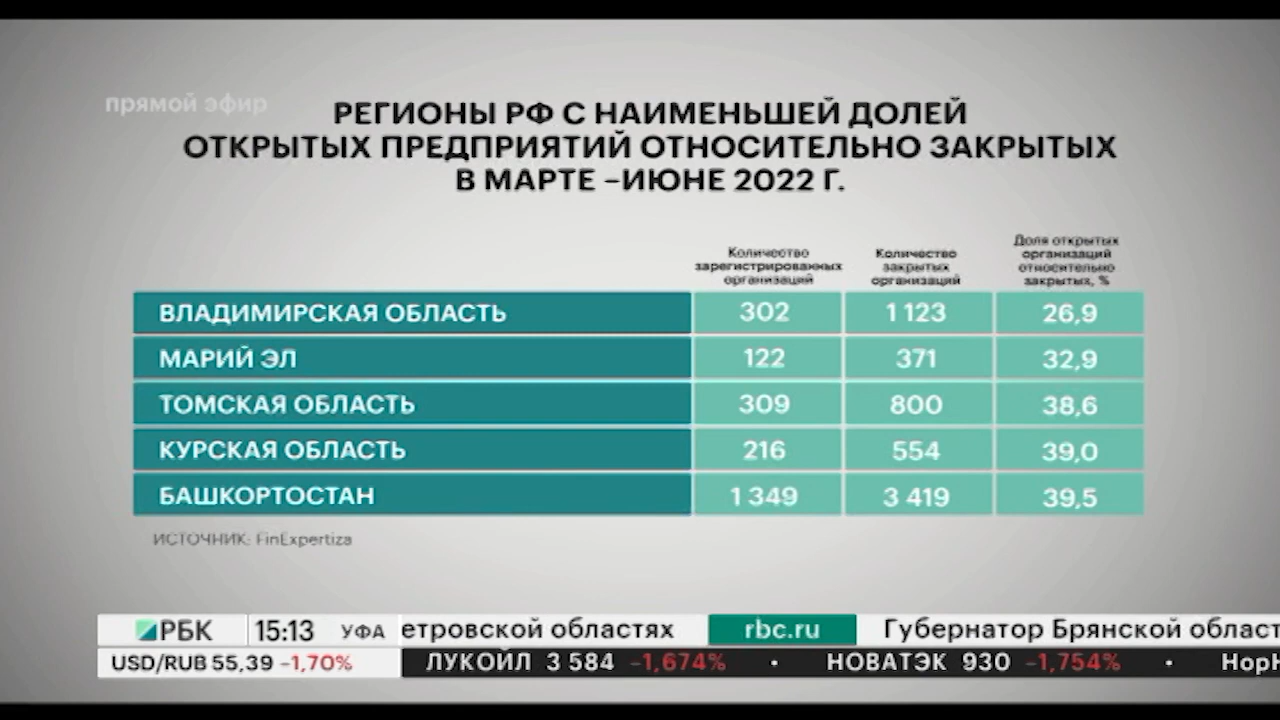 прямой эфир
РЕГИОНЫ РФ С НАИМЕНЬШЕЙ ДОЛЕЙ
ОТКРЫТЫХ ПРЕДПРИЯТИЙ ОТНОСИТЕЛЬНО ЗАКРЫТЫХ
В МАРТЕ –ИЮНЕ 2022 Г.
Количество
зарегистрированных
организаций
Количество
закрытых
организаций
Доля открытых
организаций
относительно
закрытых, %
ВЛАДИМИРСКАЯ ОБЛАСТЬ 302 1 123 26,9
МАРИЙ ЭЛ 122 371 32,9
ТОМСКАЯ ОБЛАСТЬ 309 800 38,6
КУРСКАЯ ОБЛАСТЬ 216 554 39,0
БАШКОРТОСТАН 1 349 3 419 39,5
ИСТОЧНИК: FinExpertiza
РБК 15:13 УФА етровской областях rbc.ru Губернатор Брянской област
USD/RUB 55,39 –1,70% ЛУКОЙЛ 3 584 –1,674% • НОВАТЭК 930 –1,754% • НорН